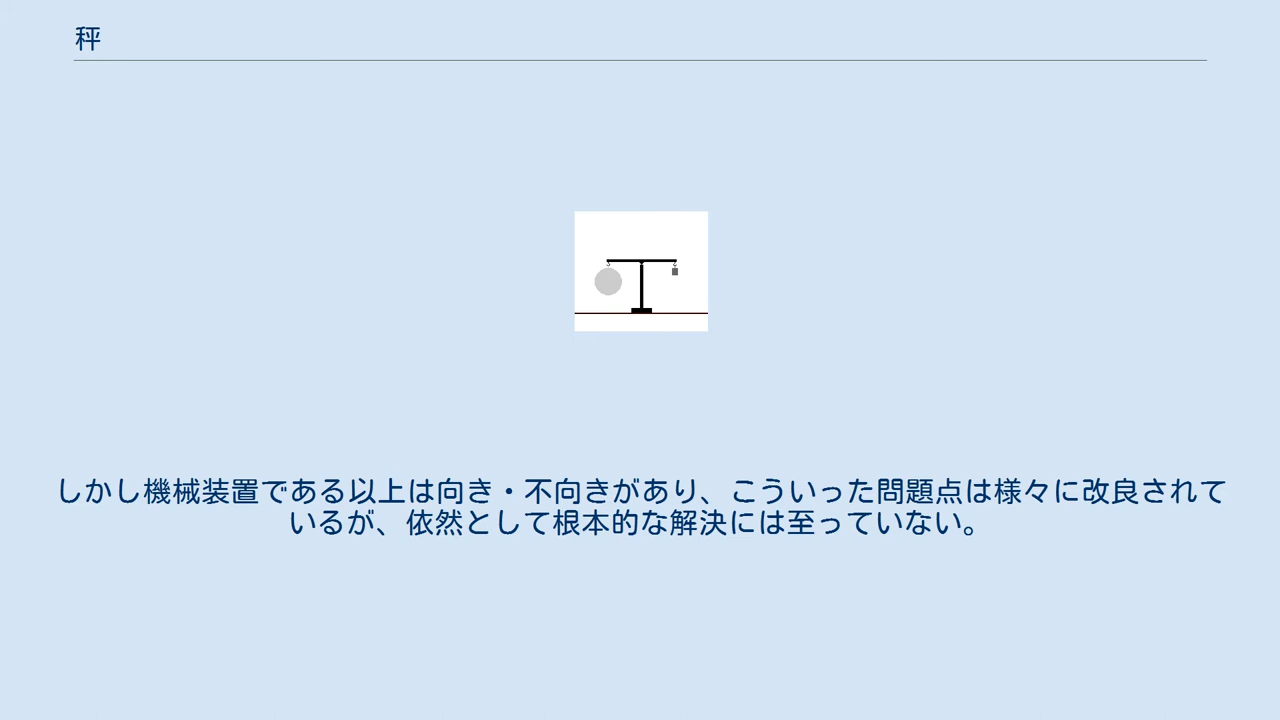 秤
しかし機械装置である以上は向き・不向きがあり、こういった問題点は様々に改良されて
いるが、依然として根本的な解決には至っていない。